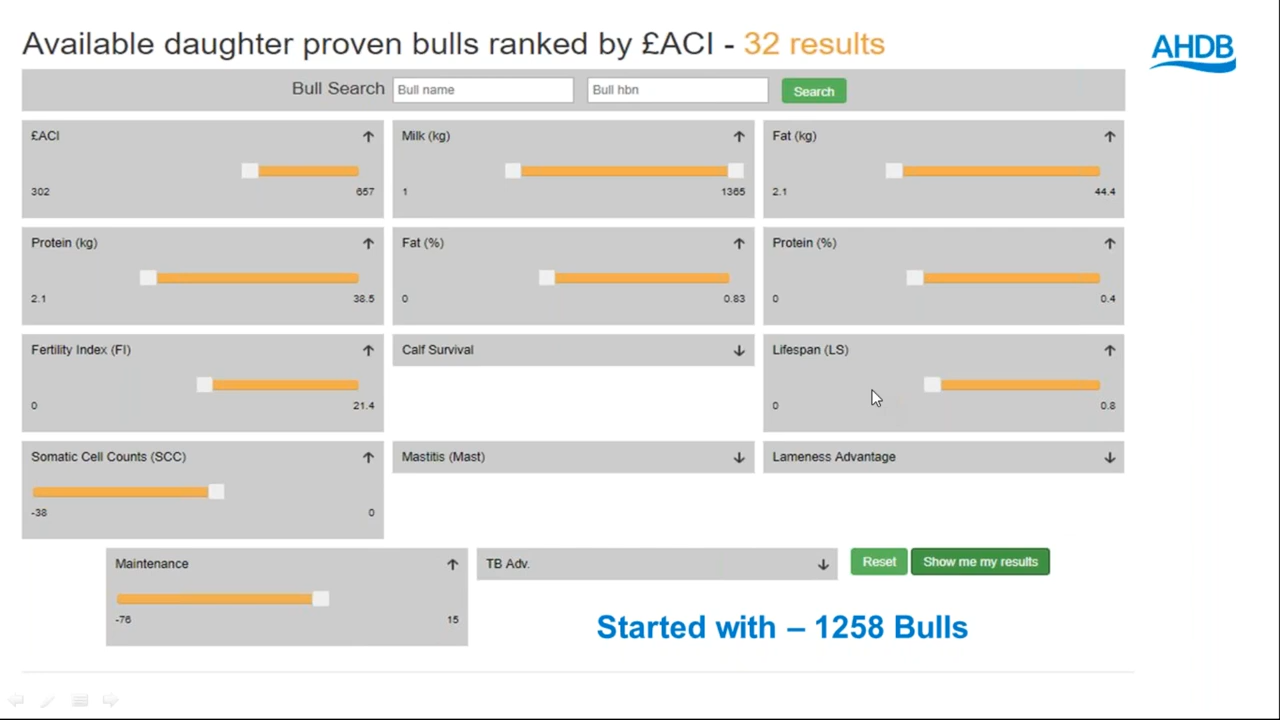 Available daughter proven bulls ranked by £ACI - 32 results
AHDB
Bull Search Bull name Bull hbn Search
£ACI Milk (kg) Fat (kg)
302 657 1 1365 2.1 44.4
Protein (kg) Fat (%) Protein (%)
2.1 38.5 0 0.83 0 0.4
Fertility Index (FI) Calf Survival Lifespan (LS)
0 21.4 0 0.8
Somatic Cell Counts (SCC) Mastitis (Mast) Lameness Advantage
-38 0
Maintenance TB Adv. Reset Show me my results
-76 15
Started with – 1258 Bulls